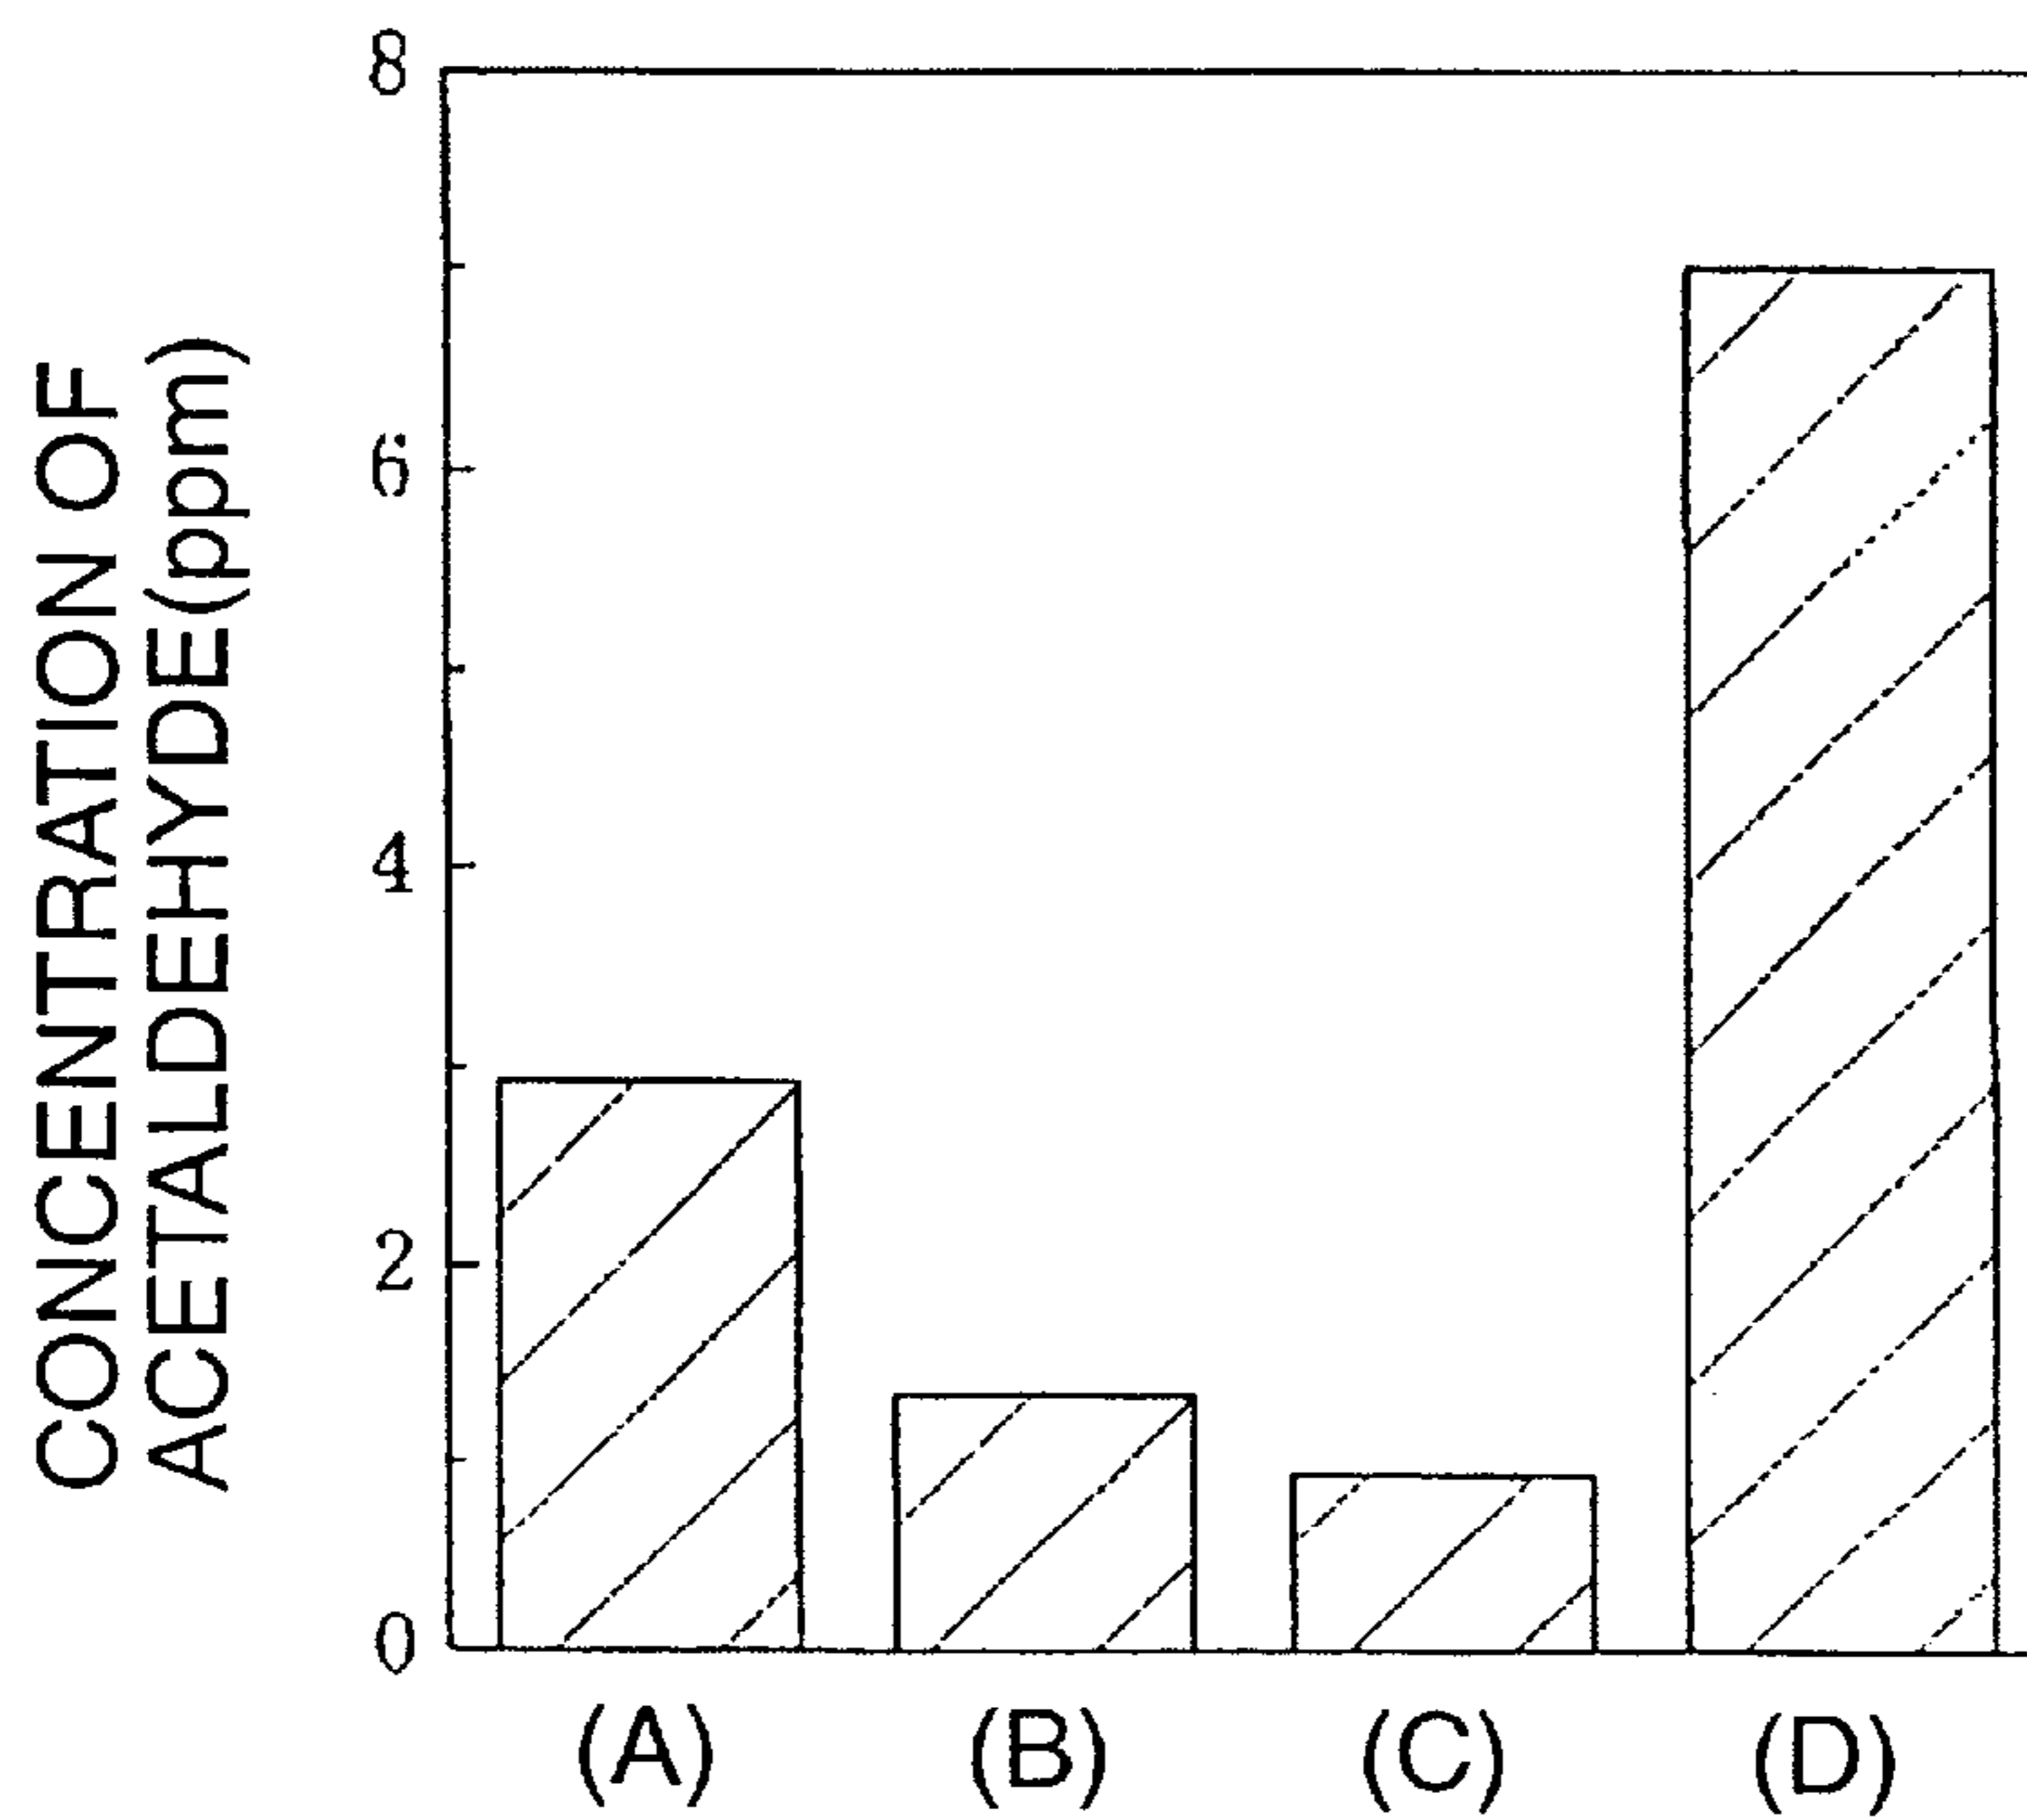 CONCENTRATION OF
ACETALDEHYDE(ppm)
8
6
4
2
0
(A) (B) (C) (D)